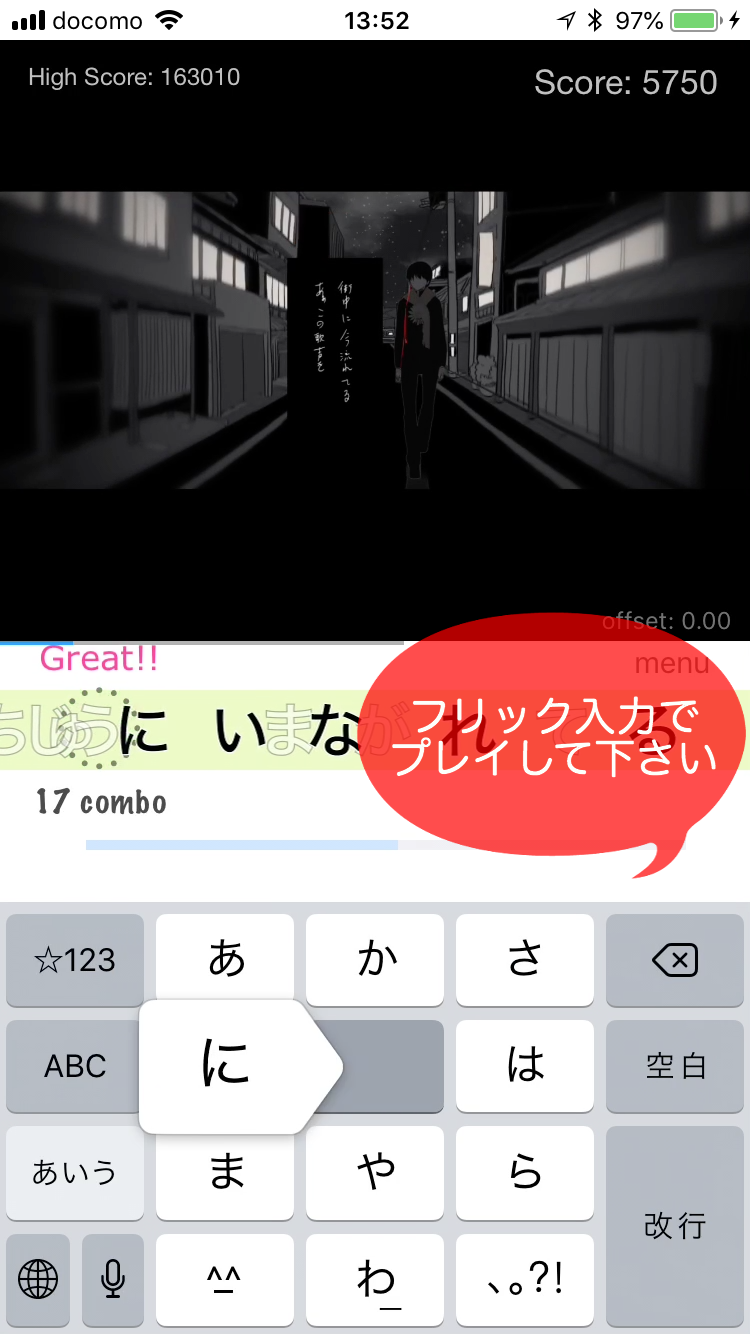 docomo 13:52 97%
High Score: 163010
Score: 5750
街中に今流れてる
あゝこの歌声を
offset: 0.00
Great!!
menu
ちじゅうにいまながれてる
フリック入力で
プレイして下さい
17 combo
☆123 あ か さ
ABC に は 空白
あいう ま や ら
改行
^^ わ 、。?!